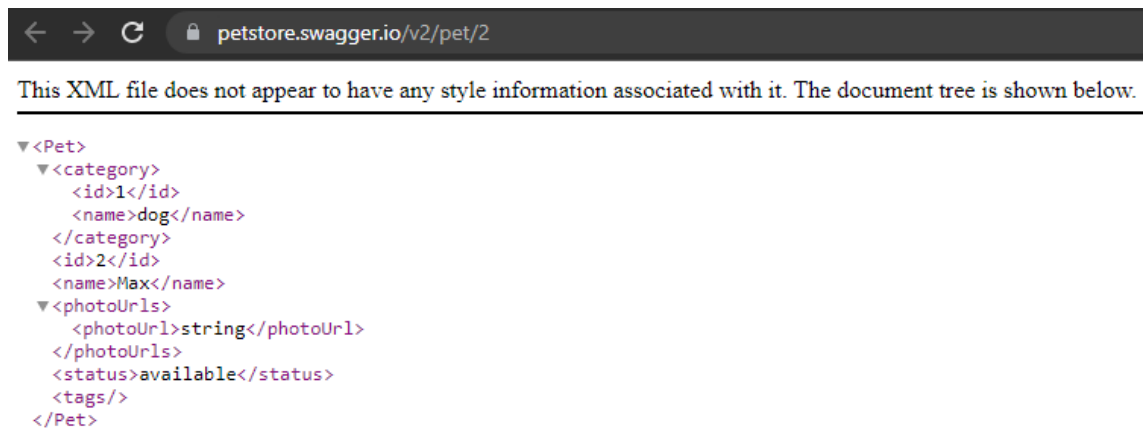 petstore.swagger.io/v2/pet/2
This XML file does not appear to have any style information associated with it. The document tree is shown below.
▼<Pet>
▼<category>
<id>1</id>
<name>dog</name>
</category>
<id>2</id>
<name>Max</name>
▼<photoUrls>
<photoUrl>string</photoUrl>
</photoUrls>
<status>available</status>
<tags/>
</Pet>